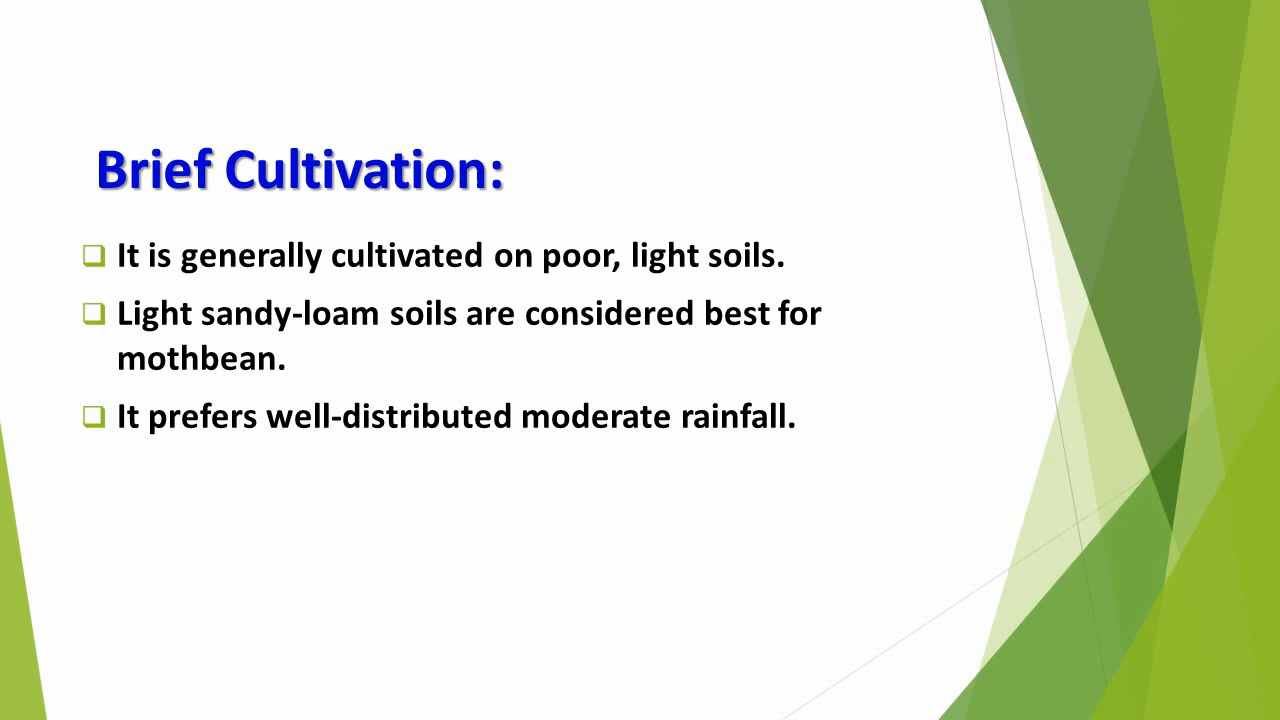 Brief Cultivation:
It is generally cultivated on poor, light soils.
Light sandy-loam soils are considered best for
mothbean.
It prefers well-distributed moderate rainfall.